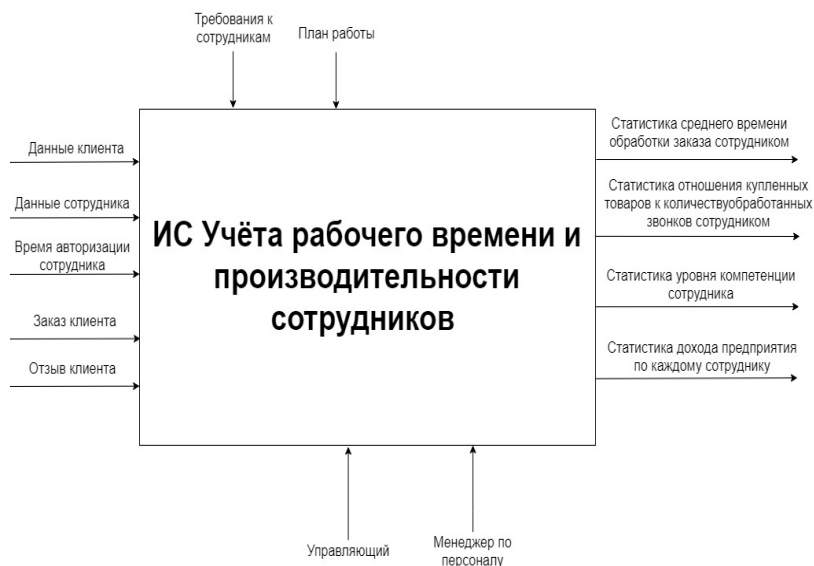 Требования к
сотрудникам
План работы
Данные клиента
Данные сотрудника
Время авторизации
сотрудника
Заказ клиента
Отзыв клиента
ИС Учёта рабочего времени и
производительности
сотрудников
Статистика среднего времени
обработки заказа сотрудником
Статистика отношения купленных
товаров к количествуобработанных
звонков сотрудником
Статистика уровня компетенции
сотрудника
Статистика дохода предприятия
по каждому сотруднику
Управляющий
Менеджер по
персоналу